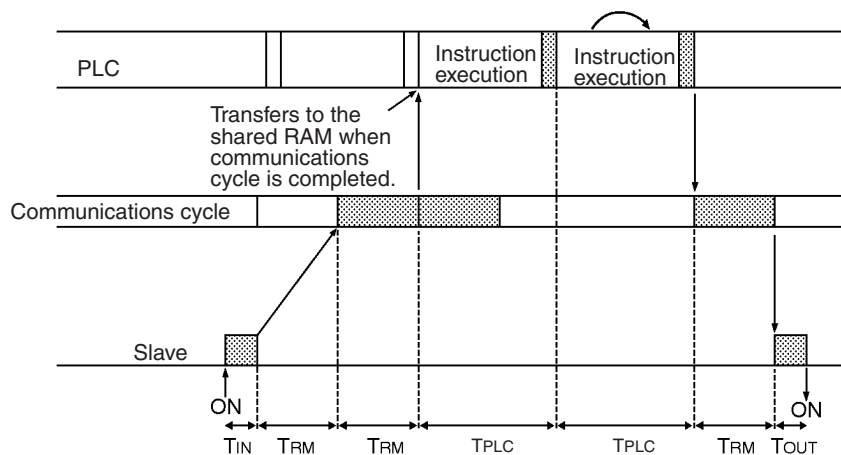 PLC
Instruction
execution
Instruction
execution
Transfers to the
shared RAM when
communications
cycle is completed.
Communications cycle
Slave
ON
ON
TIN
TRM
TRM
TPLC
TPLC
TRM
TOUT